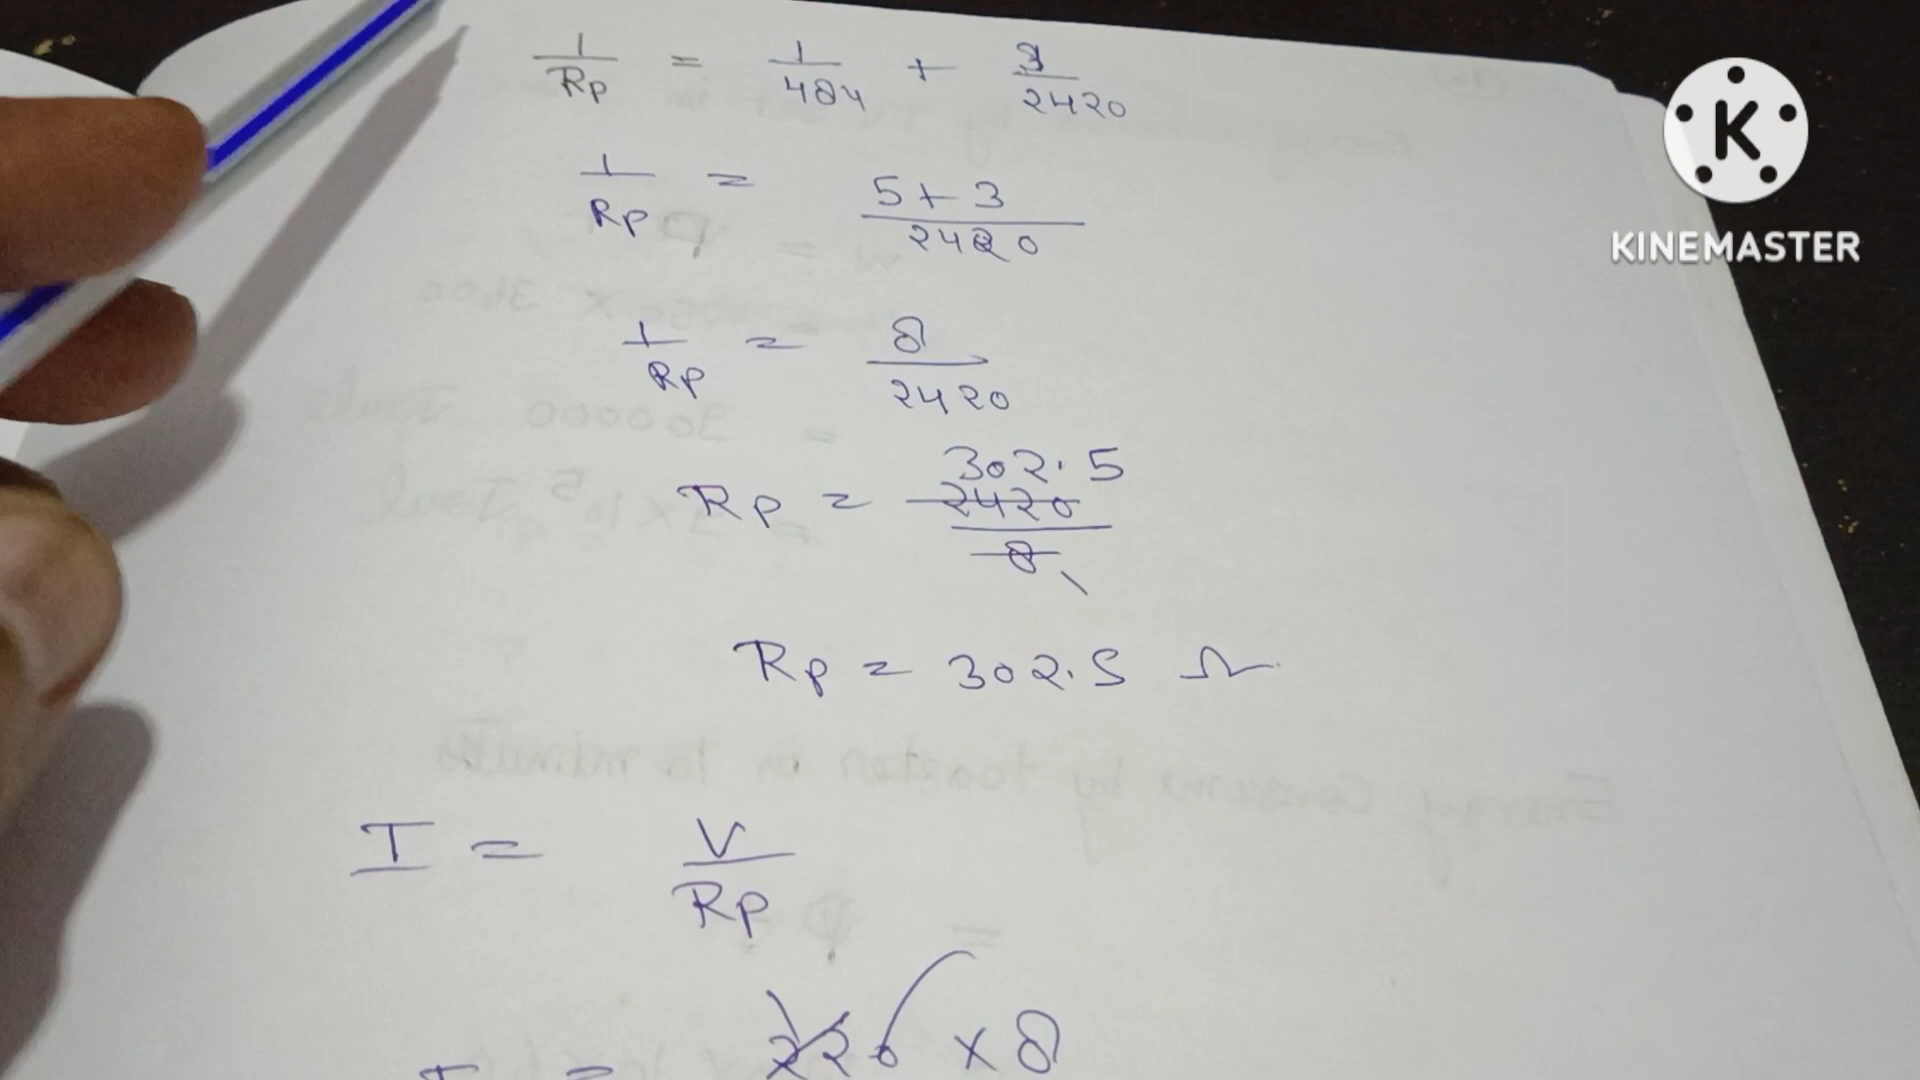 1/Rp = 1/484 + 3/2420
1/Rp = 5+3/2420
1/Rp = 8/2420
302.5
Rp = 2420/8
Rp = 302.5 Ω
I = V/Rp
I = 220 × 8
K
KINEMASTER